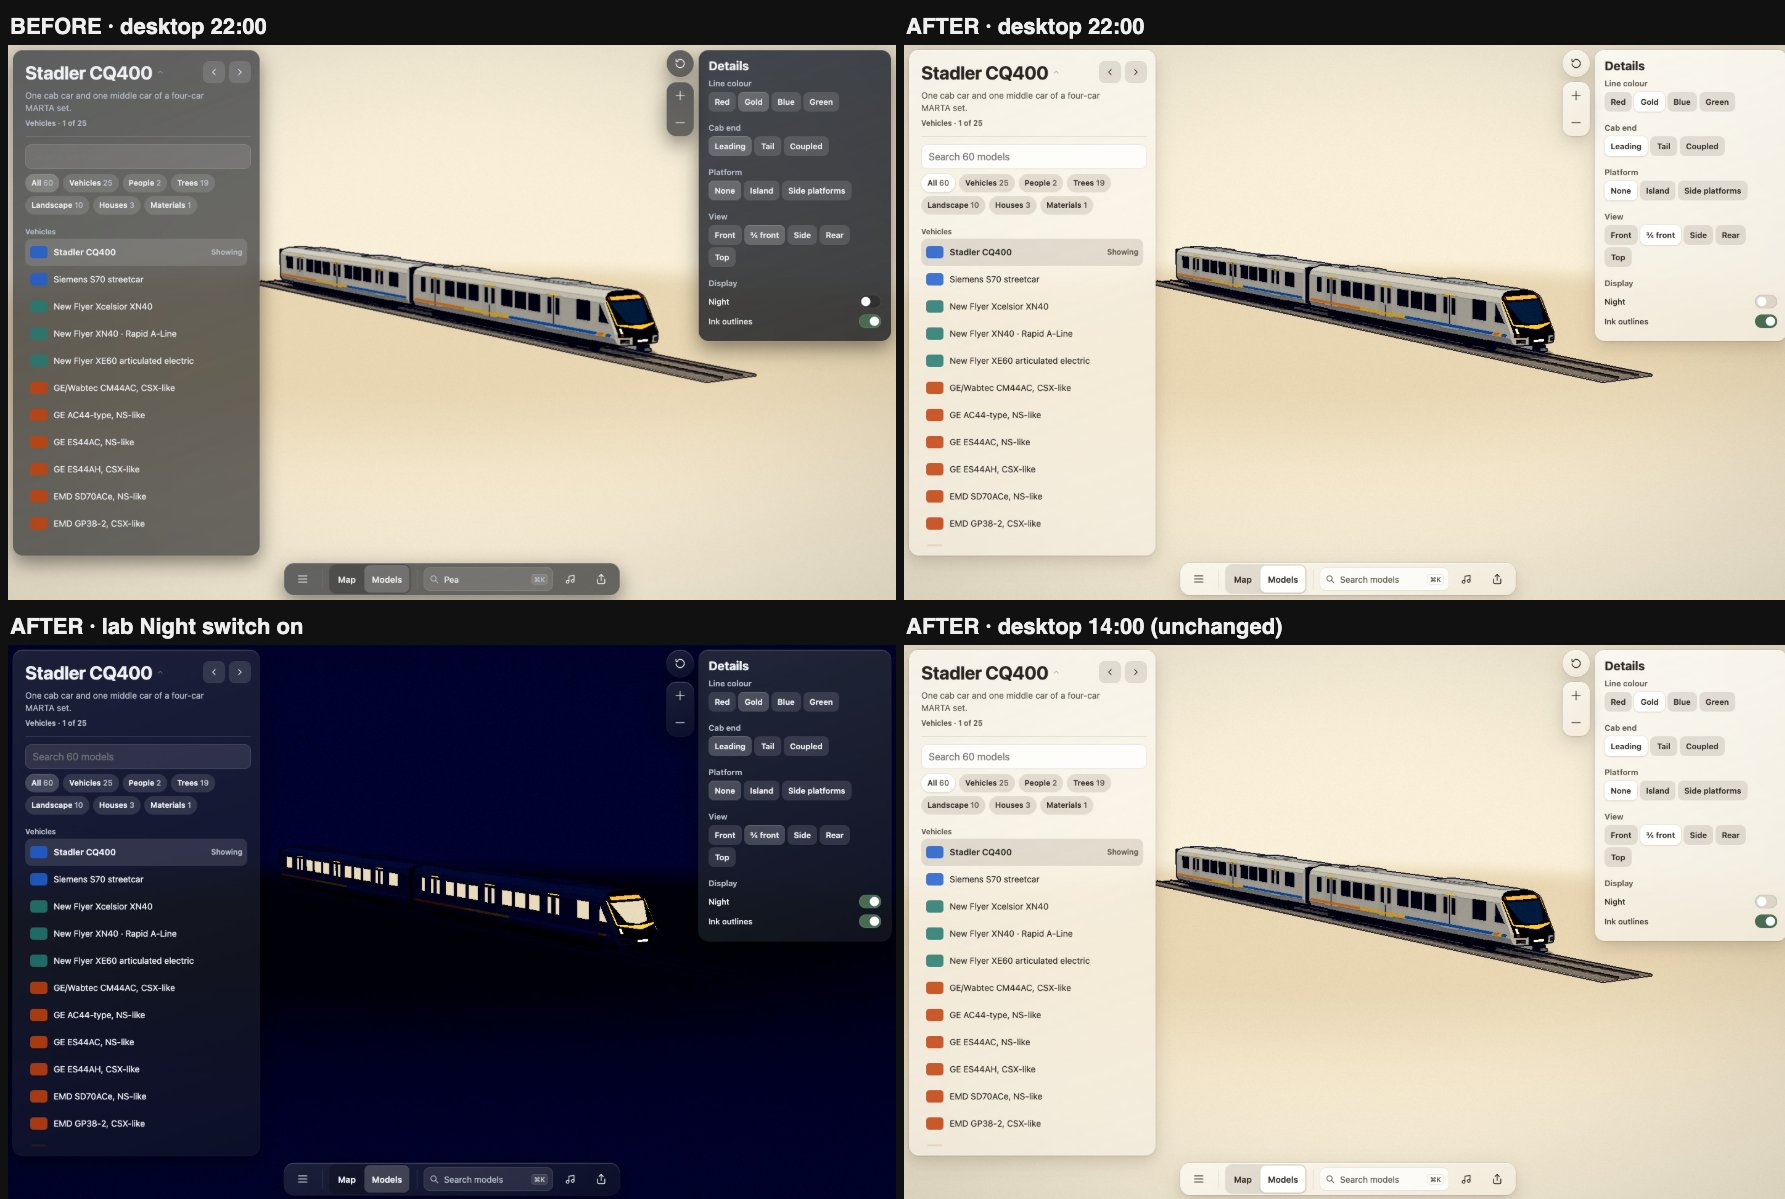 BEFORE · desktop 22:00
Stadler CQ400
One cab car and one middle car of a four-car
MARTA set.
Vehicles · 1 of 25
All 60 Vehicles 25 People 2 Trees 19
Landscape 10 Houses 3 Materials 1
Vehicles
Stadler CQ400 Showing
Siemens S70 streetcar
New Flyer Xcelsior XN40
New Flyer XN40 · Rapid A-Line
New Flyer XE60 articulated electric
GE/Wabtec CM44AC, CSX-like
GE AC44-type, NS-like
GE ES44AC, NS-like
GE ES44AH, CSX-like
EMD SD70ACe, NS-like
EMD GP38-2, CSX-like
Details
Line colour
Red Gold Blue Green
Cab end
Leading Tail Coupled
Platform
None Island Side platforms
View
Front ¾ front Side Rear
Top
Display
Night
Ink outlines
Map Models Pea ⌘K
AFTER · desktop 22:00
Stadler CQ400
One cab car and one middle car of a four-car
MARTA set.
Vehicles · 1 of 25
Search 60 models
All 60 Vehicles 25 People 2 Trees 19
Landscape 10 Houses 3 Materials 1
Vehicles
Stadler CQ400 Showing
Siemens S70 streetcar
New Flyer Xcelsior XN40
New Flyer XN40 · Rapid A-Line
New Flyer XE60 articulated electric
GE/Wabtec CM44AC, CSX-like
GE AC44-type, NS-like
GE ES44AC, NS-like
GE ES44AH, CSX-like
EMD SD70ACe, NS-like
EMD GP38-2, CSX-like
Details
Line colour
Red Gold Blue Green
Cab end
Leading Tail Coupled
Platform
None Island Side platforms
View
Front ¾ front Side Rear
Top
Display
Night
Ink outlines
Map Models Search models ⌘K
AFTER · lab Night switch on
Stadler CQ400
One cab car and one middle car of a four-car
MARTA set.
Vehicles · 1 of 25
Search 60 models
All 60 Vehicles 25 People 2 Trees 19
Landscape 10 Houses 3 Materials 1
Vehicles
Stadler CQ400 Showing
Siemens S70 streetcar
New Flyer Xcelsior XN40
New Flyer XN40 · Rapid A-Line
New Flyer XE60 articulated electric
GE/Wabtec CM44AC, CSX-like
GE AC44-type, NS-like
GE ES44AC, NS-like
GE ES44AH, CSX-like
EMD SD70ACe, NS-like
EMD GP38-2, CSX-like
Details
Line colour
Red Gold Blue Green
Cab end
Leading Tail Coupled
Platform
None Island Side platforms
View
Front ¾ front Side Rear
Top
Display
Night
Ink outlines
Map Models Search models ⌘K
AFTER · desktop 14:00 (unchanged)
Stadler CQ400
One cab car and one middle car of a four-car
MARTA set.
Vehicles · 1 of 25
Search 60 models
All 60 Vehicles 25 People 2 Trees 19
Landscape 10 Houses 3 Materials 1
Vehicles
Stadler CQ400 Showing
Siemens S70 streetcar
New Flyer Xcelsior XN40
New Flyer XN40 · Rapid A-Line
New Flyer XE60 articulated electric
GE/Wabtec CM44AC, CSX-like
GE AC44-type, NS-like
GE ES44AC, NS-like
GE ES44AH, CSX-like
EMD SD70ACe, NS-like
EMD GP38-2, CSX-like
Details
Line colour
Red Gold Blue Green
Cab end
Leading Tail Coupled
Platform
None Island Side platforms
View
Front ¾ front Side Rear
Top
Display
Night
Ink outlines
Map Models Search models ⌘K